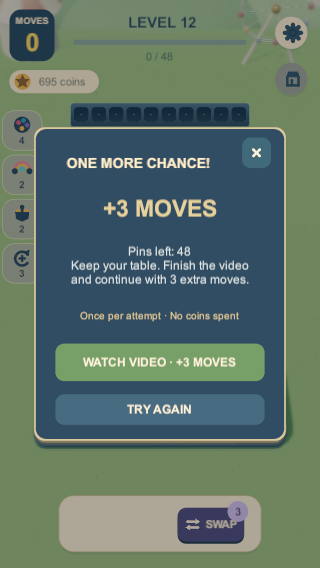 MOVES
0
LEVEL 12
0 / 48
695 coins
4
2
2
3
ONE MORE CHANCE!
+3 MOVES
Pins left: 48
Keep your table. Finish the video
and continue with 3 extra moves.
Once per attempt · No coins spent
WATCH VIDEO · +3 MOVES
TRY AGAIN
3
SWAP